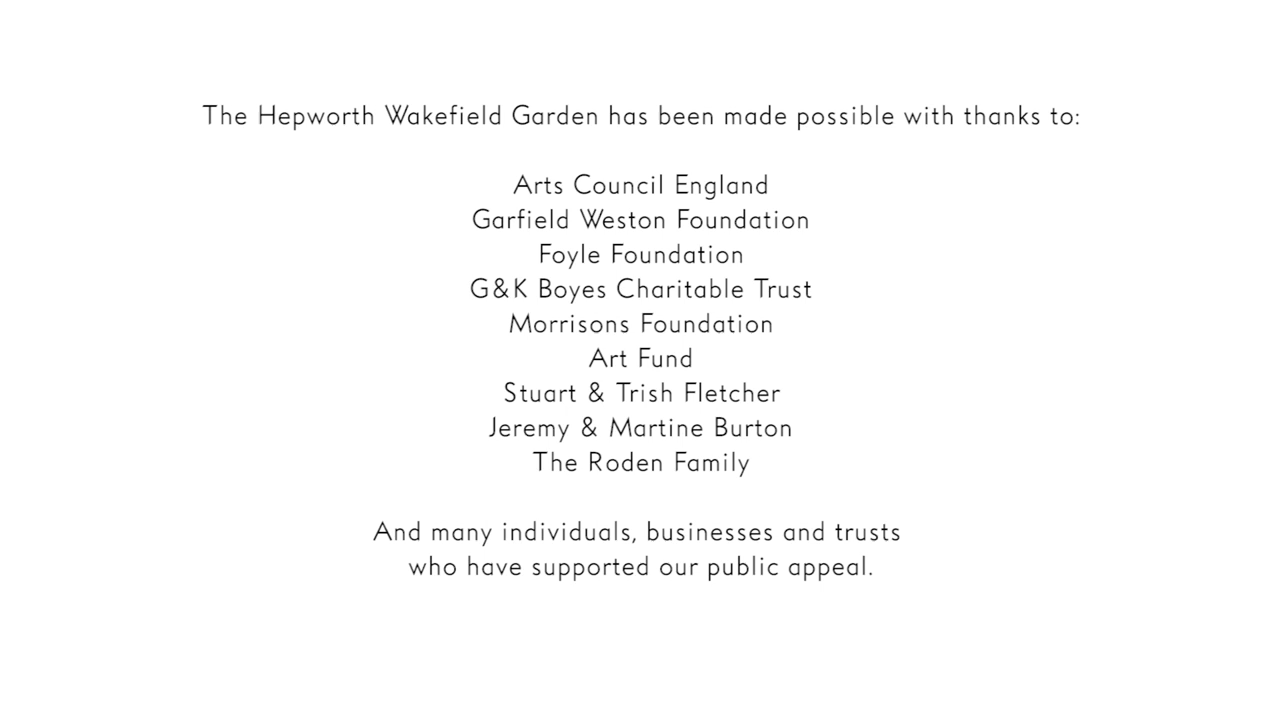 The Hepworth Wakefield Garden has been made possible with thanks to:
Arts Council England
Garfield Weston Foundation
Foyle Foundation
G&K Boyes Charitable Trust
Morrisons Foundation
Art Fund
Stuart & Trish Fletcher
Jeremy & Martine Burton
The Roden Family
And many individuals, businesses and trusts
who have supported our public appeal.